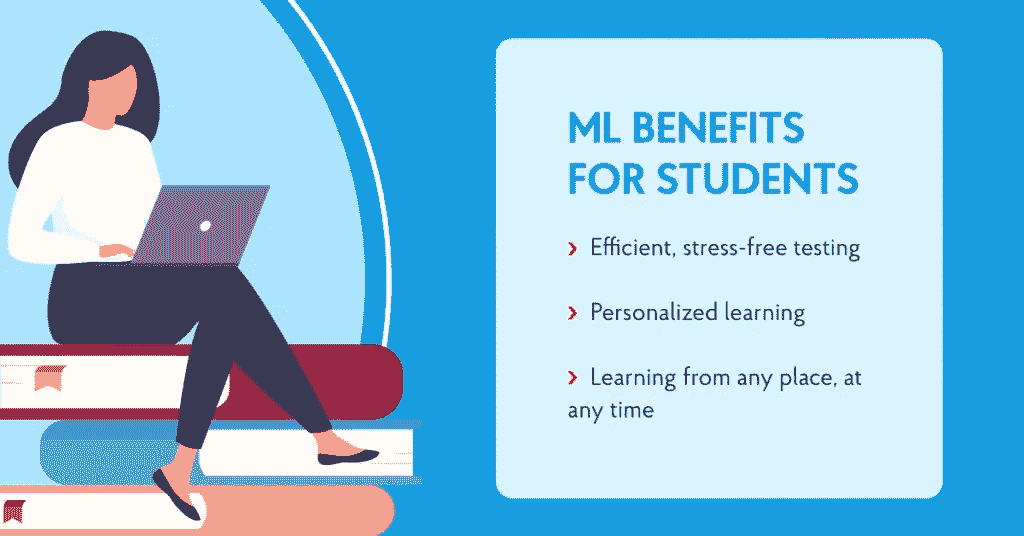 ML BENEFITS
FOR STUDENTS
› Efficient, stress-free testing
› Personalized learning
› Learning from any place, at
any time